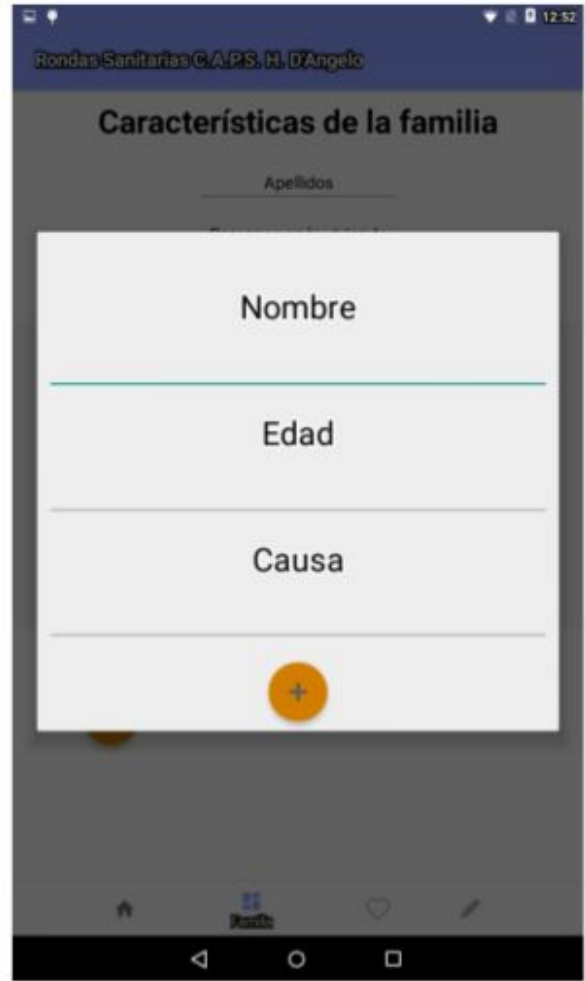 12:52
Rondas Sanitarias C.A.P.S. H. D'Angelo
Características de la familia
Apellidos
Nombre
Edad
Causa
+
Familia